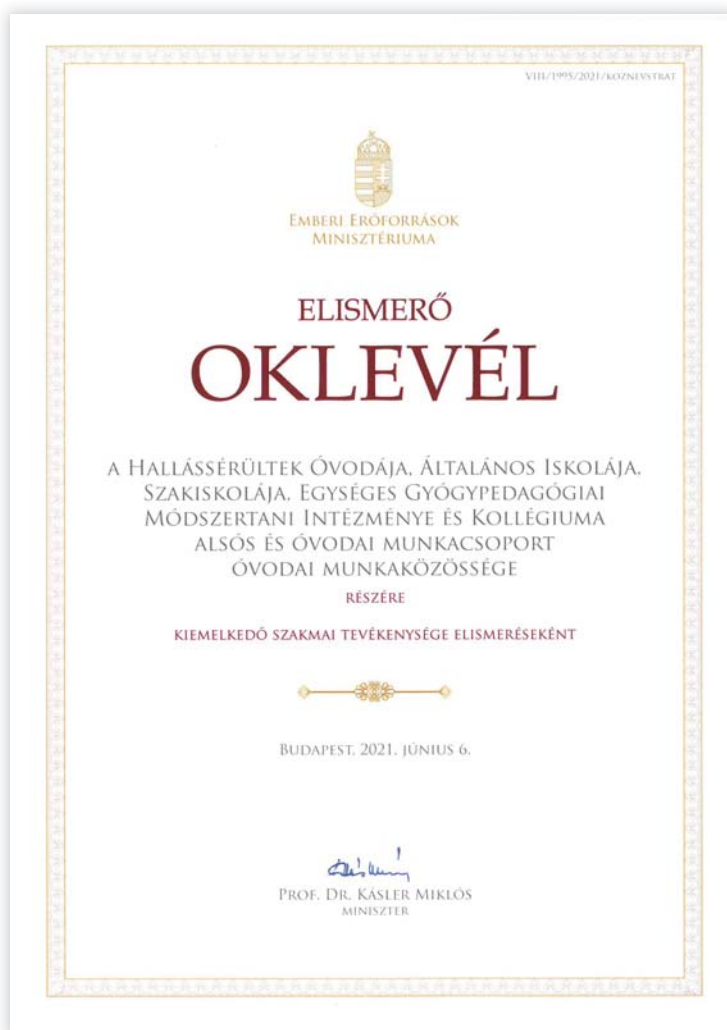 VIII/1995/2021/KOZNEVSTRAT
EMBERI ERŐFORRÁSOK
MINISZTÉRIUMA
ELISMERŐ
OKLEVÉL
A HALLÁSSÉRÜLTEK ÓVODÁJA, ÁLTALÁNOS ISKOLÁJA,
SZAKISKOLÁJA, EGYSÉGES GYÓGYPEDAGÓGIAI
MÓDSZERTANI INTÉZMÉNYE ÉS KOLLÉGIUMA
ALSÓS ÉS ÓVODAI MUNKACSOPORT
ÓVODAI MUNKAKÖZÖSSÉGE
RÉSZÉRE
KIEMELKEDŐ SZAKMAI TEVÉKENYSÉGE ELISMERÉSEKÉNT
BUDAPEST, 2021. JÚNIUS 6.
PROF. DR. KÁSLER MIKLÓS
MINISZTER